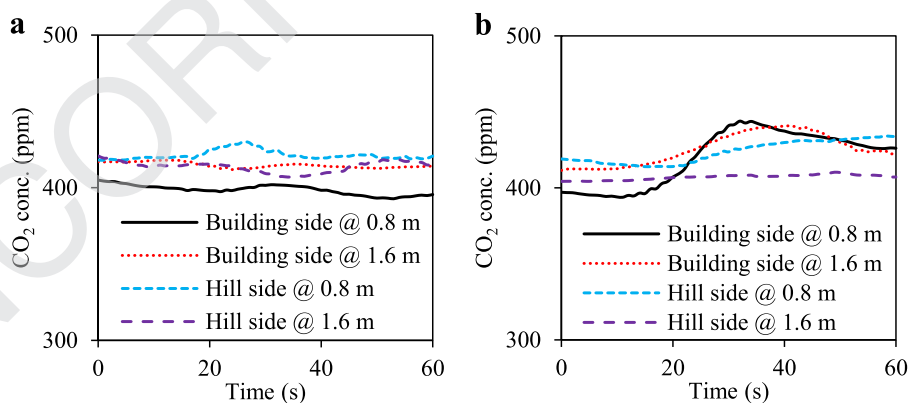 a
500
400
300
CO2 conc. (ppm)
Building side @ 0.8 m
Building side @ 1.6 m
Hill side @ 0.8 m
Hill side @ 1.6 m
0
20
40
60
Time (s)
b
500
400
300
CO2 conc. (ppm)
Building side @ 0.8 m
Building side @ 1.6 m
Hill side @ 0.8 m
Hill side @ 1.6 m
0
20
40
60
Time (s)